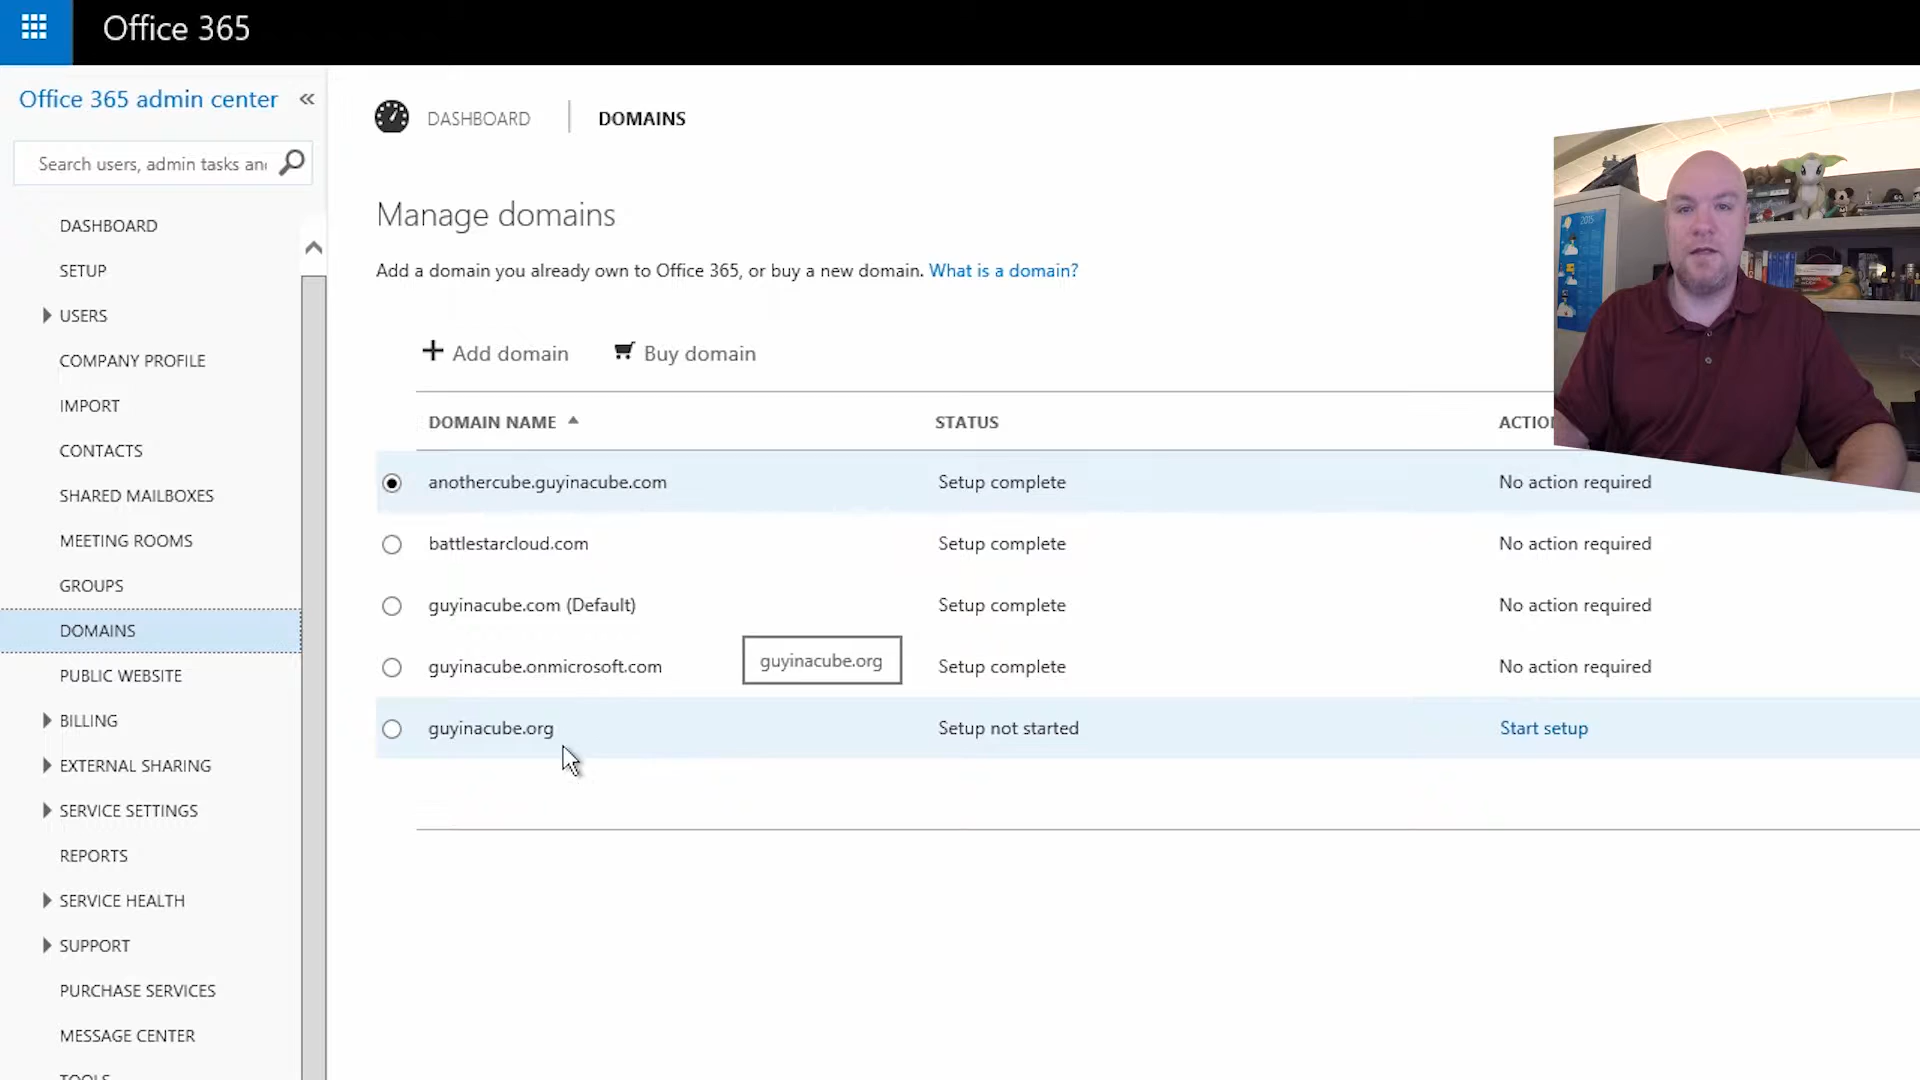 Office 365
Office 365 admin center «
Search users, admin tasks an
DASHBOARD
SETUP
USERS
COMPANY PROFILE
IMPORT
CONTACTS
SHARED MAILBOXES
MEETING ROOMS
GROUPS
DOMAINS
PUBLIC WEBSITE
BILLING
EXTERNAL SHARING
SERVICE SETTINGS
REPORTS
SERVICE HEALTH
SUPPORT
PURCHASE SERVICES
MESSAGE CENTER
TOOLS
DASHBOARD | DOMAINS
Manage domains
Add a domain you already own to Office 365, or buy a new domain. What is a domain?
+ Add domain Buy domain
DOMAIN NAME STATUS ACTIO
anothercube.guyinacube.com Setup complete No action required
battlestarcloud.com Setup complete No action required
guyinacube.com (Default) Setup complete No action required
guyinacube.onmicrosoft.com Setup complete No action required
guyinacube.org
guyinacube.org Setup not started Start setup
2015